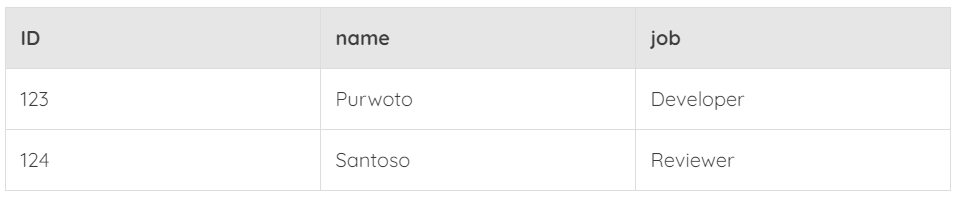 ID name job
123 Purwoto Developer
124 Santoso Reviewer